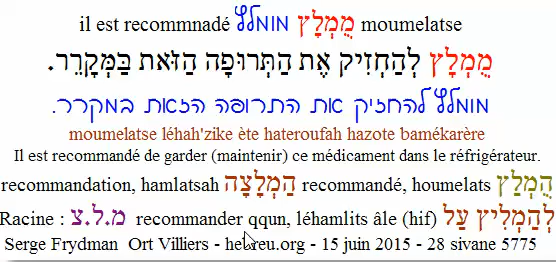 il est recommnadé מומלץ מֻמְלָץ moumelatse
מֻמְלָץ לְהַחְזִיק אֶת הַתְּרוּפָה הַזֹּאת בַּמְּקָרֵר.
מומלץ להחזיק את התרופה הזאת במקרר.
moumelatse léhah'zike ète hateroufah hazote bamékarère
Il est recommandé de garder (maintenir) ce médicament dans le réfrigérateur.
recommandation, hamlatsah הַמְלָצָה recommandé, houmelats הֻמְלַץ
Racine : מ.ל.צ recommander qqun, léhamlits âle (hif) לְהַמְלִיץ עַל
Serge Frydman Ort Villiers - hebreu.org - 15 juin 2015 - 28 sivane 5775